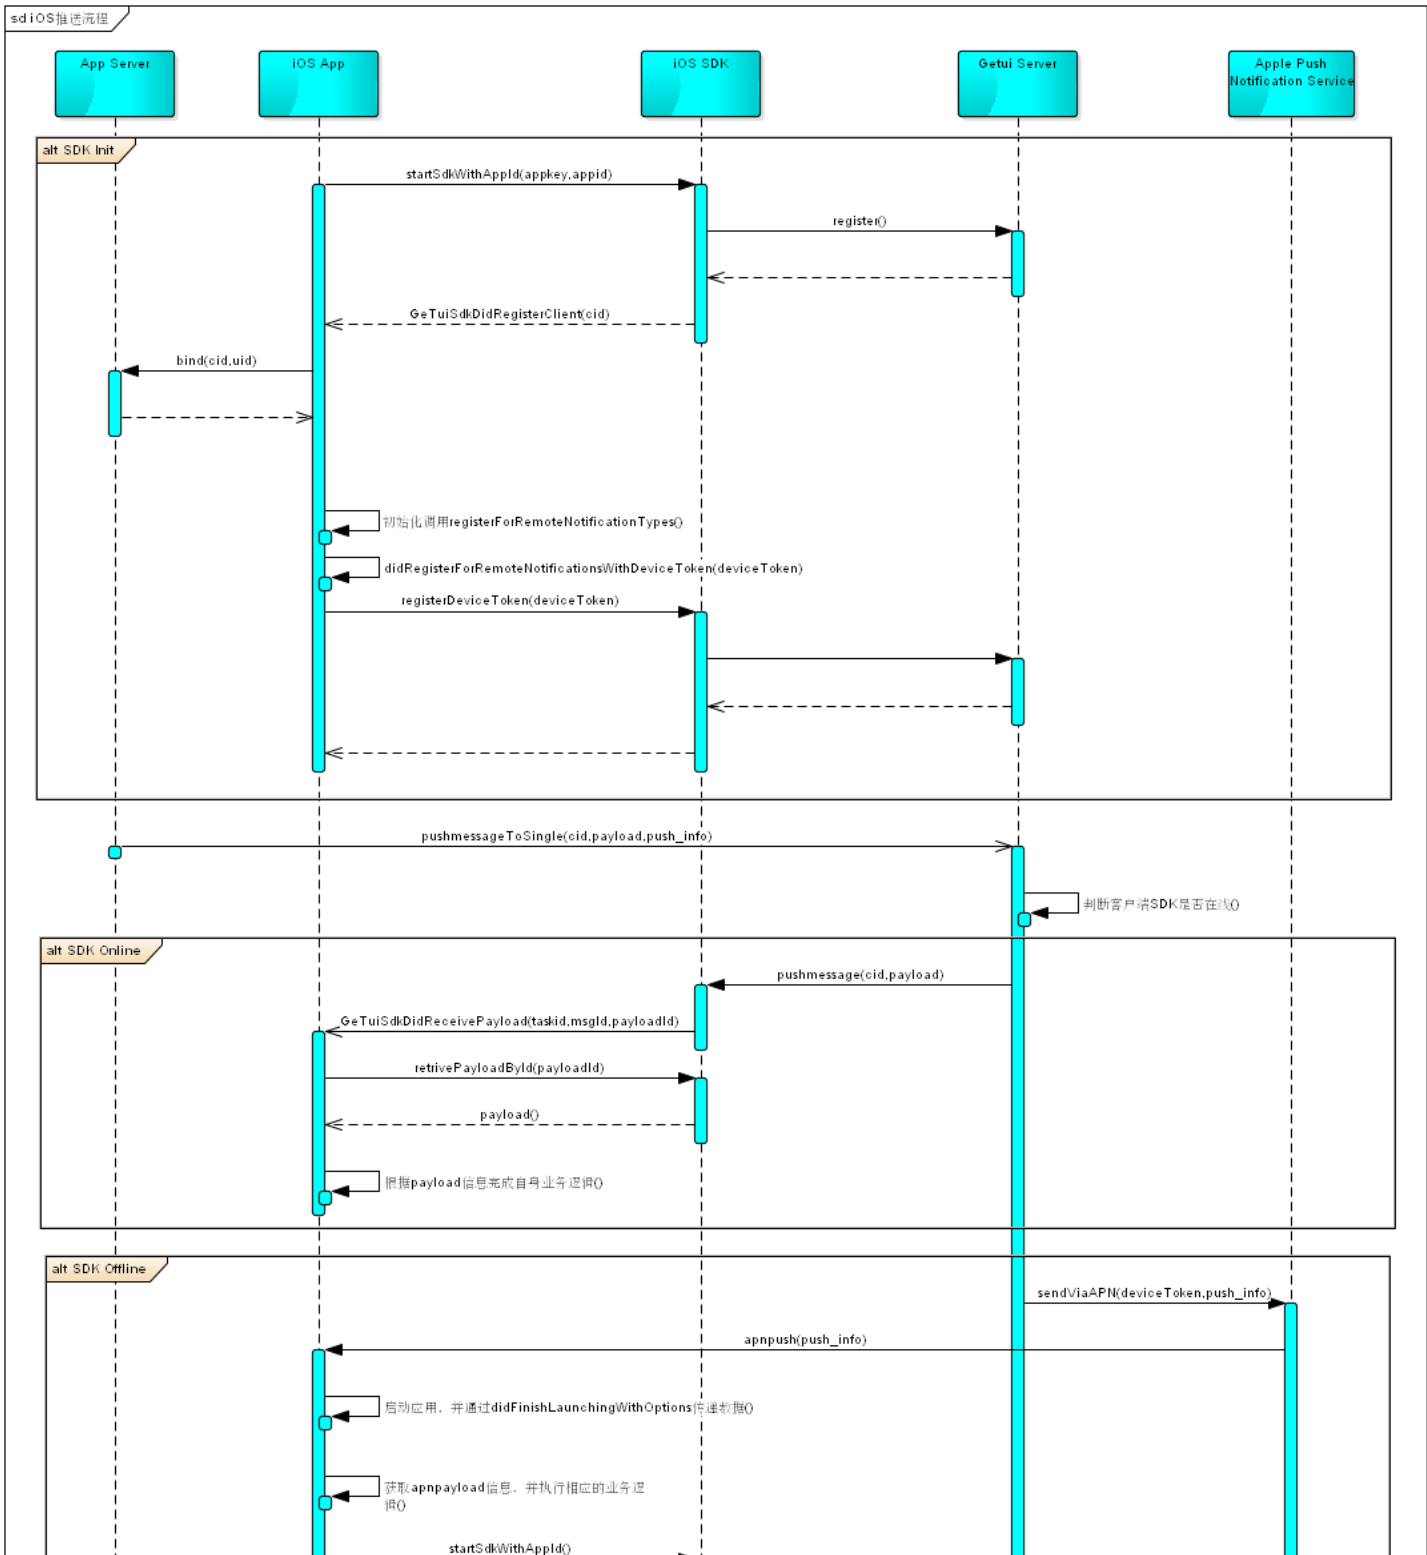 sd iOS推送流程
App Server
iOS App
iOS SDK
Getui Server
Apple Push
Notification Service
alt SDK Init
startSdkWithAppId(appkey,appid)
register()
GeTuiSdkDidRegisterClient(cid)
bind(cid,uid)
初始化调用registerForRemoteNotificationTypes()
didRegisterForRemoteNotificationsWithDeviceToken(deviceToken)
registerDeviceToken(deviceToken)
pushmessageToSingle(cid,payload,push_info)
判断客户端SDK是否在线()
alt SDK Online
pushmessage(cid,payload)
GeTuiSdkDidReceivePayload(taskid,msgId,payloadId)
retrivePayloadById(payloadId)
payload()
根据payload信息完成自身业务逻辑()
alt SDK Offline
sendViaAPN(deviceToken,push_info)
apnpush(push_info)
启动应用，并通过didFinishLaunchingWithOptions传递数据()
获取apnpayload信息，并执行相应的业务逻
辑()
startSdkWithAppId()